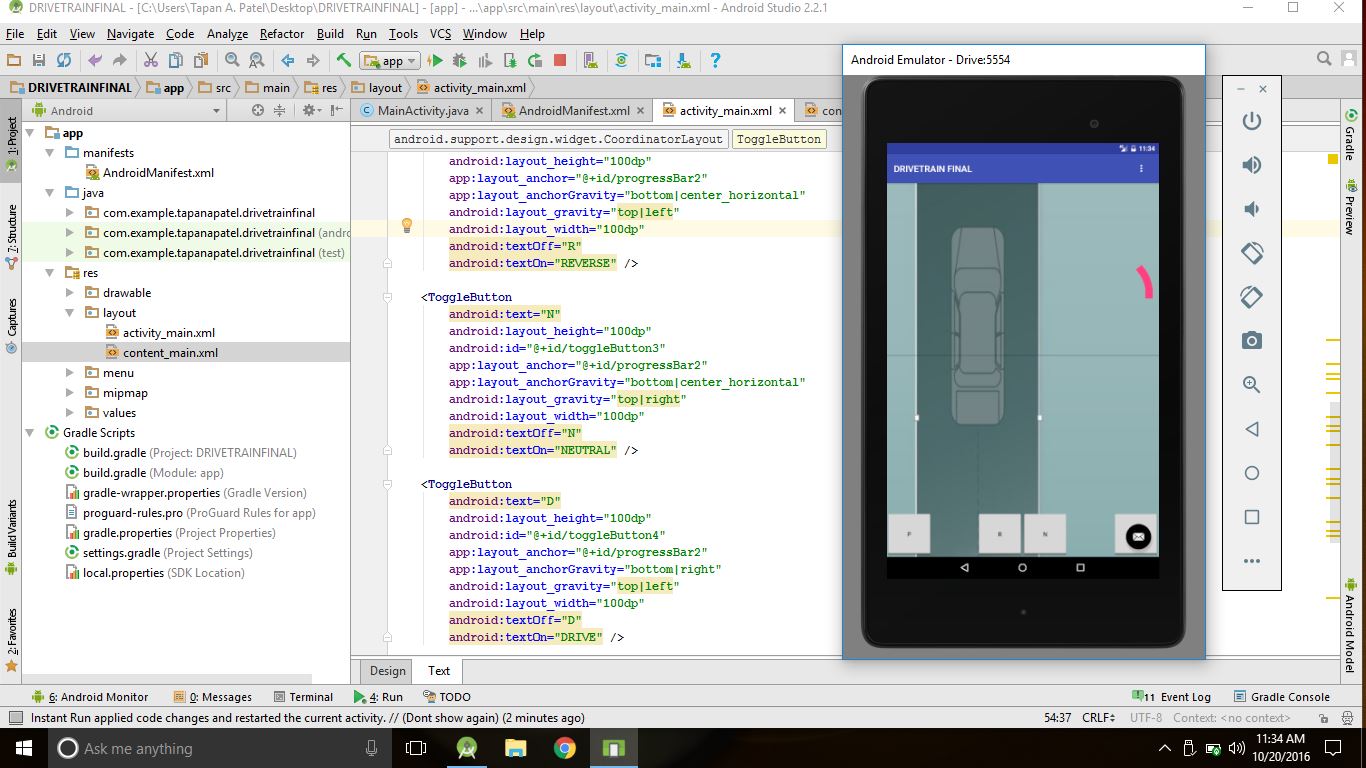 DRIVETRAINFINAL - [C:\Users\Tapan A. Patel\Desktop\DRIVETRAINFINAL] - [app] - ...\app\src\main\res\layout\activity_main.xml - Android Studio 2.2.1
File Edit View Navigate Code Analyze Refactor Build Run Tools VCS Window Help
app
DRIVETRAINFINAL app src main res layout activity_main.xml
Android
MainActivity.java AndroidManifest.xml activity_main.xml con
android.support.design.widget.CoordinatorLayout ToggleButton
1: Project
7: Structure
Captures
Build Variants
2: Favorites
app
manifests
AndroidManifest.xml
java
com.example.tapanapatel.drivetrainfinal
com.example.tapanapatel.drivetrainfinal (andro
com.example.tapanapatel.drivetrainfinal (test)
res
drawable
layout
activity_main.xml
content_main.xml
menu
mipmap
values
Gradle Scripts
build.gradle (Project: DRIVETRAINFINAL)
build.gradle (Module: app)
gradle-wrapper.properties (Gradle Version)
proguard-rules.pro (ProGuard Rules for app)
gradle.properties (Project Properties)
settings.gradle (Project Settings)
local.properties (SDK Location)
android:layout_height="100dp"
app:layout_anchor="@+id/progressBar2"
app:layout_anchorGravity="bottom|center_horizontal"
android:layout_gravity="top|left"
android:layout_width="100dp"
android:textOff="R"
android:textOn="REVERSE" />
<ToggleButton
android:text="N"
android:layout_height="100dp"
android:id="@+id/toggleButton3"
app:layout_anchor="@+id/progressBar2"
app:layout_anchorGravity="bottom|center_horizontal"
android:layout_gravity="top|right"
android:layout_width="100dp"
android:textOff="N"
android:textOn="NEUTRAL" />
<ToggleButton
android:text="D"
android:layout_height="100dp"
android:id="@+id/toggleButton4"
app:layout_anchor="@+id/progressBar2"
app:layout_anchorGravity="bottom|right"
android:layout_gravity="top|left"
android:layout_width="100dp"
android:textOff="D"
android:textOn="DRIVE" />
Design Text
Android Emulator - Drive:5554
11:34
DRIVETRAIN FINAL
P R N
Gradle
Preview
Android Model
6: Android Monitor 0: Messages Terminal 4: Run TODO 11 Event Log Gradle Console
Instant Run applied code changes and restarted the current activity. // (Dont show again) (2 minutes ago) 54:37 CRLF UTF-8 Context: <no context>
Ask me anything
11:34 AM
10/20/2016